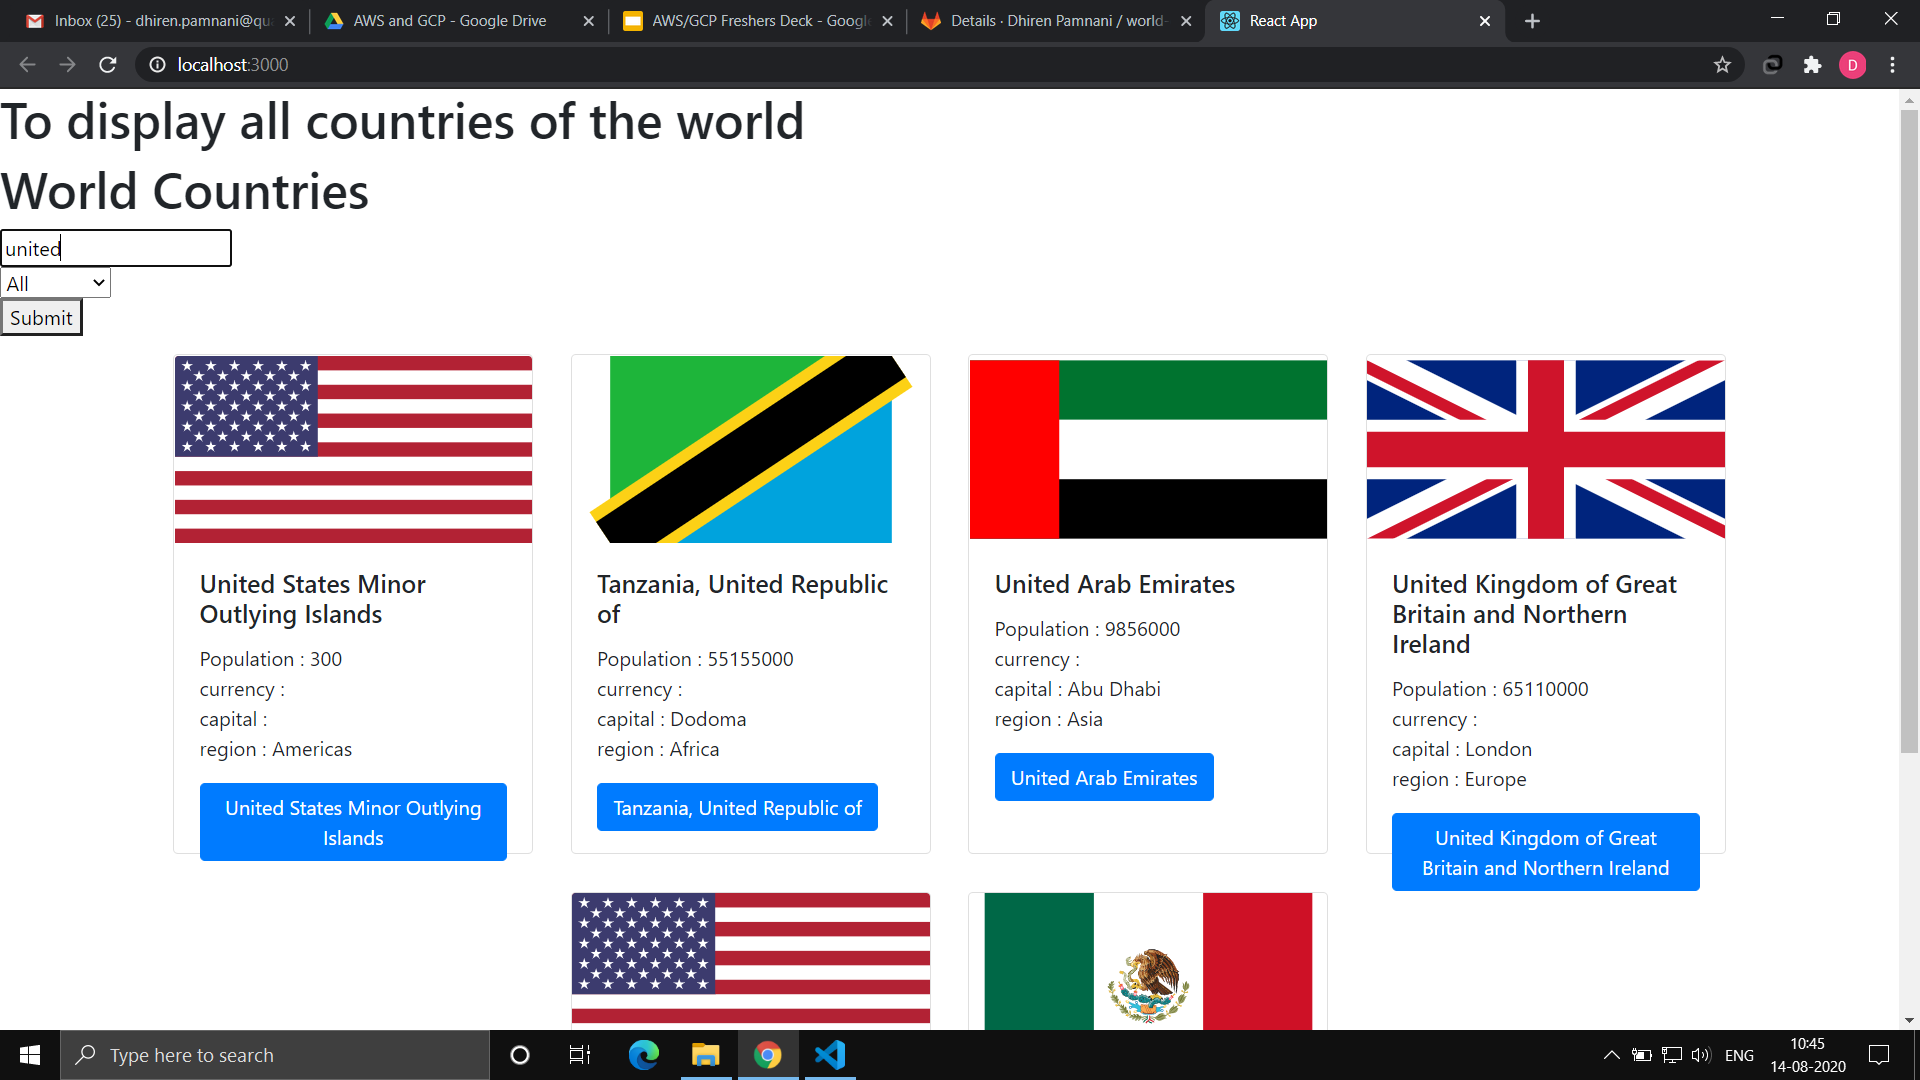 Inbox (25) - dhiren.pamnani@qua
AWS and GCP - Google Drive
AWS/GCP Freshers Deck - Google
Details · Dhiren Pamnani / world-
React App
localhost:3000
D
To display all countries of the world
World Countries
united
All
Submit
United States Minor
Outlying Islands
Population : 300
currency :
capital :
region : Americas
United States Minor Outlying
Islands
Tanzania, United Republic
of
Population : 55155000
currency :
capital : Dodoma
region : Africa
Tanzania, United Republic of
United Arab Emirates
Population : 9856000
currency :
capital : Abu Dhabi
region : Asia
United Arab Emirates
United Kingdom of Great
Britain and Northern
Ireland
Population : 65110000
currency :
capital : London
region : Europe
United Kingdom of Great
Britain and Northern Ireland
Type here to search
ENG
10:45
14-08-2020